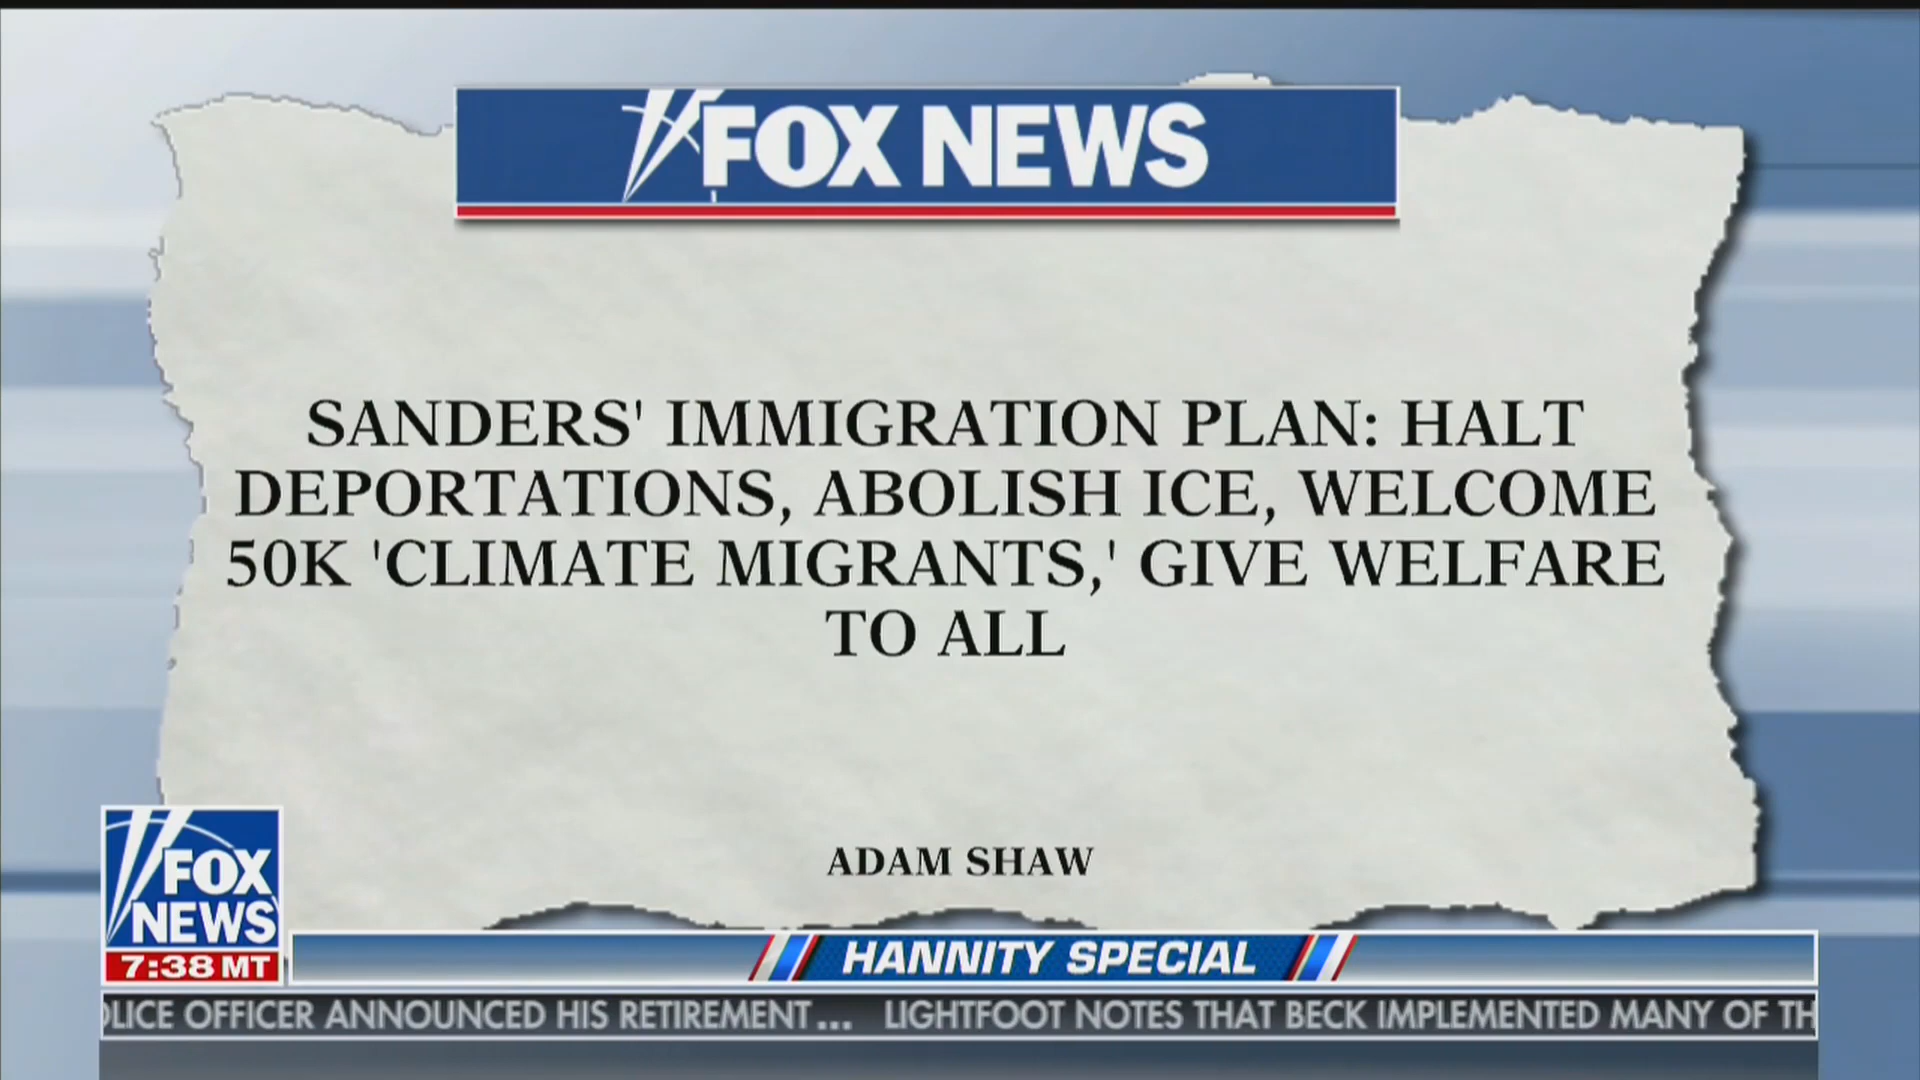 FOX NEWS
SANDERS' IMMIGRATION PLAN: HALT
DEPORTATIONS, ABOLISH ICE, WELCOME
50K 'CLIMATE MIGRANTS,' GIVE WELFARE
TO ALL
ADAM SHAW
FOX
NEWS
7:38 MT
HANNITY SPECIAL
OLICE OFFICER ANNOUNCED HIS RETIREMENT... LIGHTFOOT NOTES THAT BECK IMPLEMENTED MANY OF TH